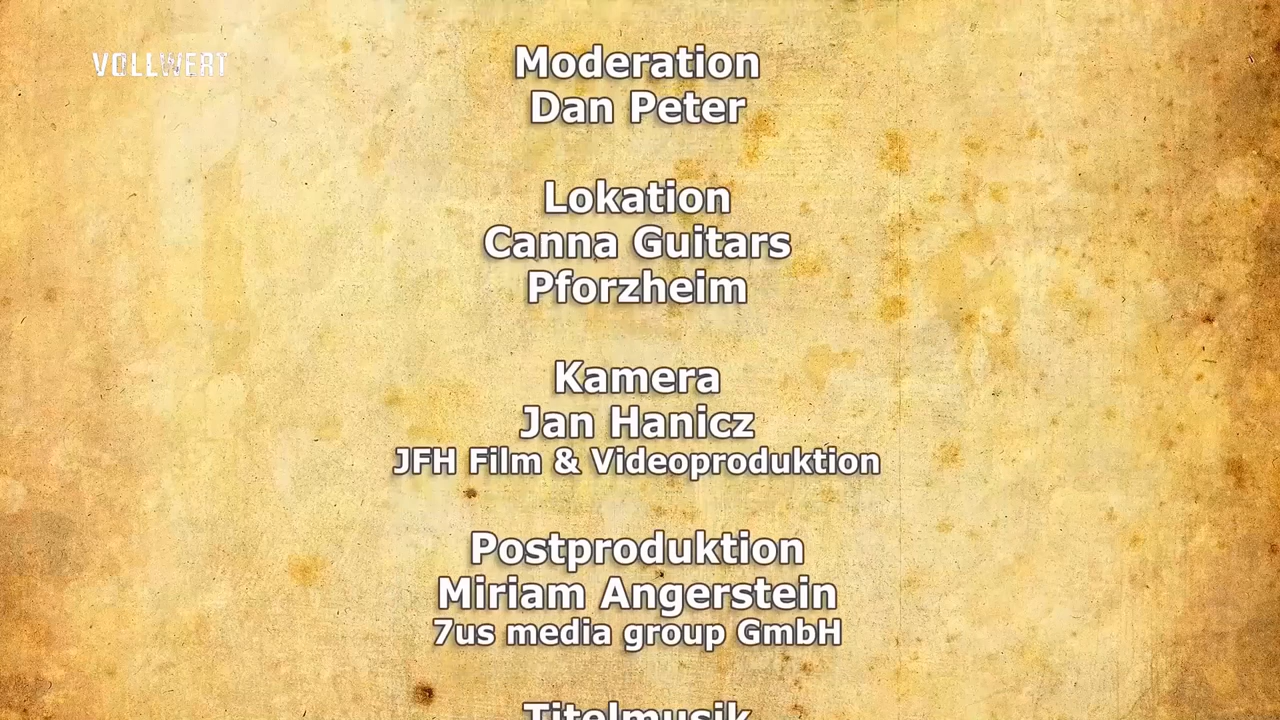 VOLLWERT
Moderation
Dan Peter
Lokation
Canna Guitars
Pforzheim
Kamera
Jan Hanicz
JFH Film & Videoproduktion
Postproduktion
Miriam Angerstein
7us media group GmbH
Titelmusik